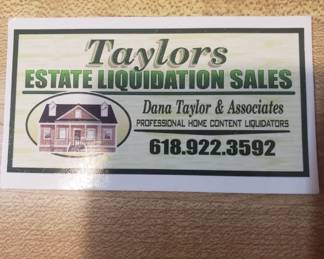 Taylors
ESTATE LIQUIDATION SALES
Dana Taylor & Associates
PROFESSIONAL HOME CONTENT LIQUIDATORS
618.922.3592